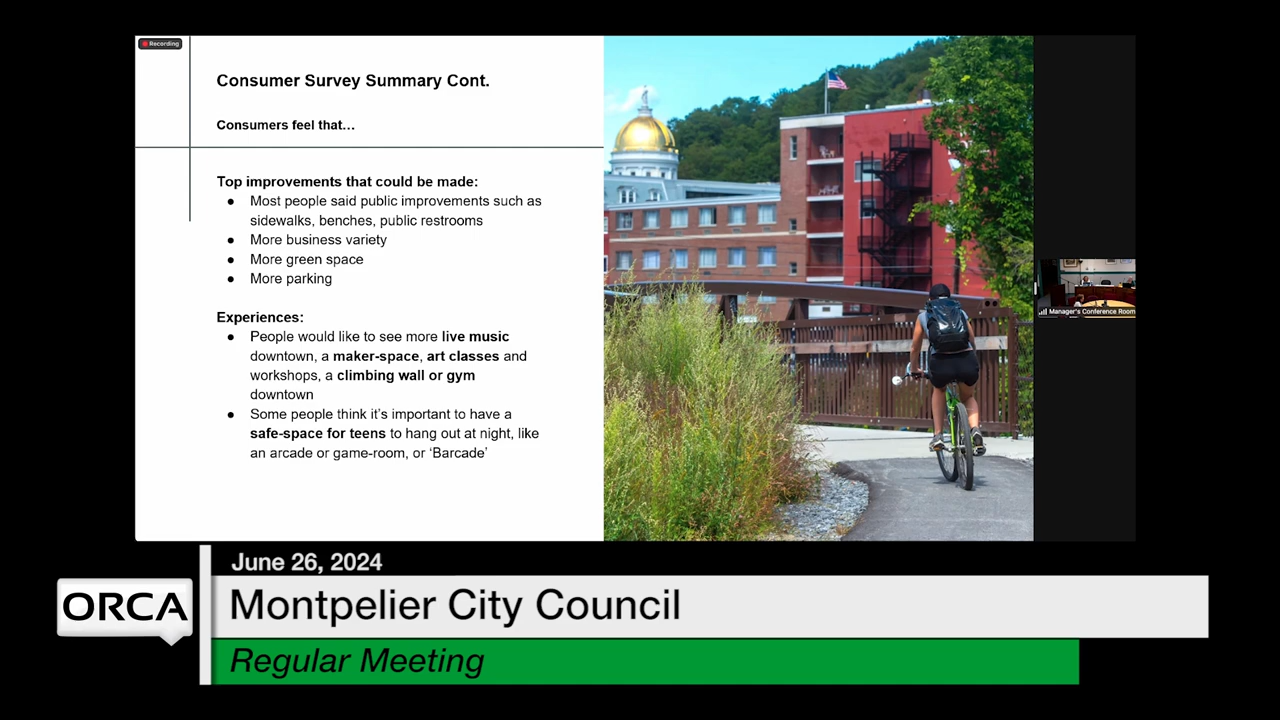 Recording
Consumer Survey Summary Cont.
Consumers feel that…
Top improvements that could be made:
● Most people said public improvements such as
sidewalks, benches, public restrooms
● More business variety
● More green space
● More parking
Experiences:
● People would like to see more live music
downtown, a maker-space, art classes and
workshops, a climbing wall or gym
downtown
● Some people think it’s important to have a
safe-space for teens to hang out at night, like
an arcade or game-room, or ‘Barcade’
Manager's Conference Room
June 26, 2024
ORCA
Montpelier City Council
Regular Meeting